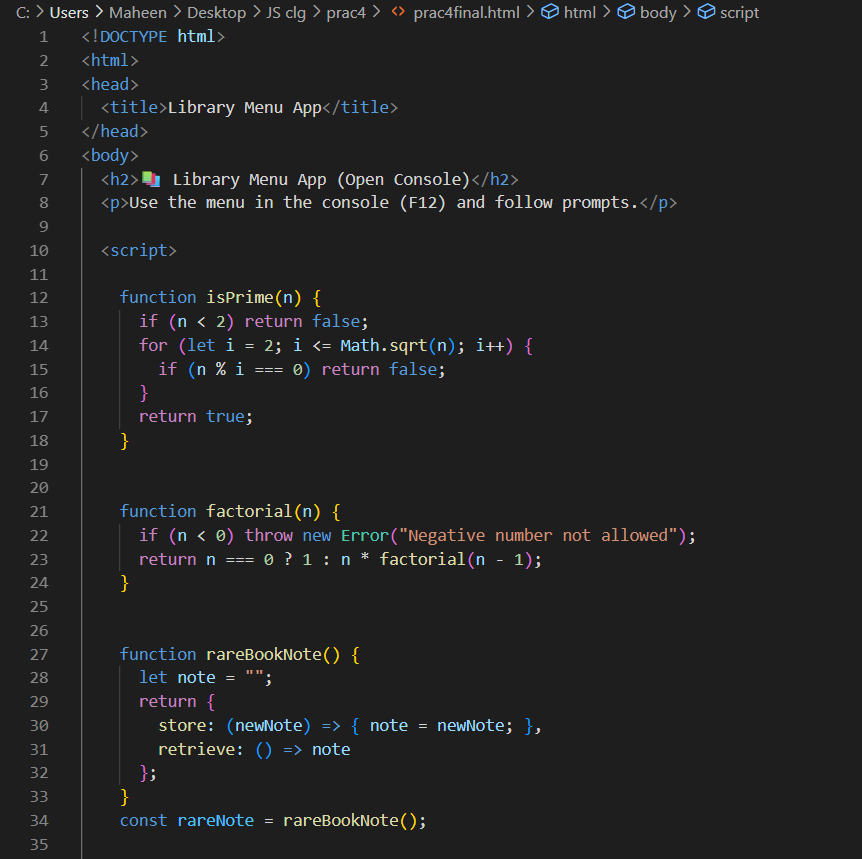 C: > Users > Maheen > Desktop > JS clg > prac4 > <> prac4final.html > html > body > script
1 <!DOCTYPE html>
2 <html>
3 <head>
4   <title>Library Menu App</title>
5 </head>
6 <body>
7   <h2>📚 Library Menu App (Open Console)</h2>
8   <p>Use the menu in the console (F12) and follow prompts.</p>
9
10   <script>
11
12     function isPrime(n) {
13       if (n < 2) return false;
14       for (let i = 2; i <= Math.sqrt(n); i++) {
15         if (n % i === 0) return false;
16       }
17       return true;
18     }
19
20
21     function factorial(n) {
22       if (n < 0) throw new Error("Negative number not allowed");
23       return n === 0 ? 1 : n * factorial(n - 1);
24     }
25
26
27     function rareBookNote() {
28       let note = "";
29       return {
30         store: (newNote) => { note = newNote; },
31         retrieve: () => note
32       };
33     }
34     const rareNote = rareBookNote();
35